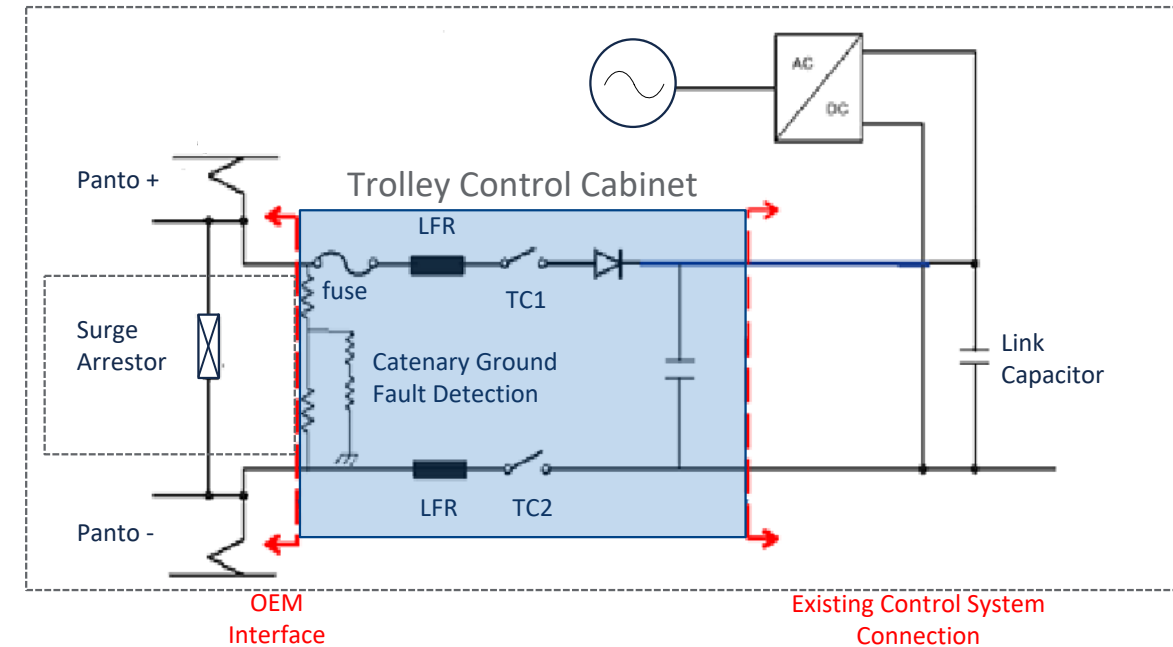 AC
DC
Panto +
Trolley Control Cabinet
LFR
fuse
TC1
Surge
Arrestor
Catenary Ground
Fault Detection
Link
Capacitor
LFR
TC2
Panto -
OEM
Interface
Existing Control System
Connection